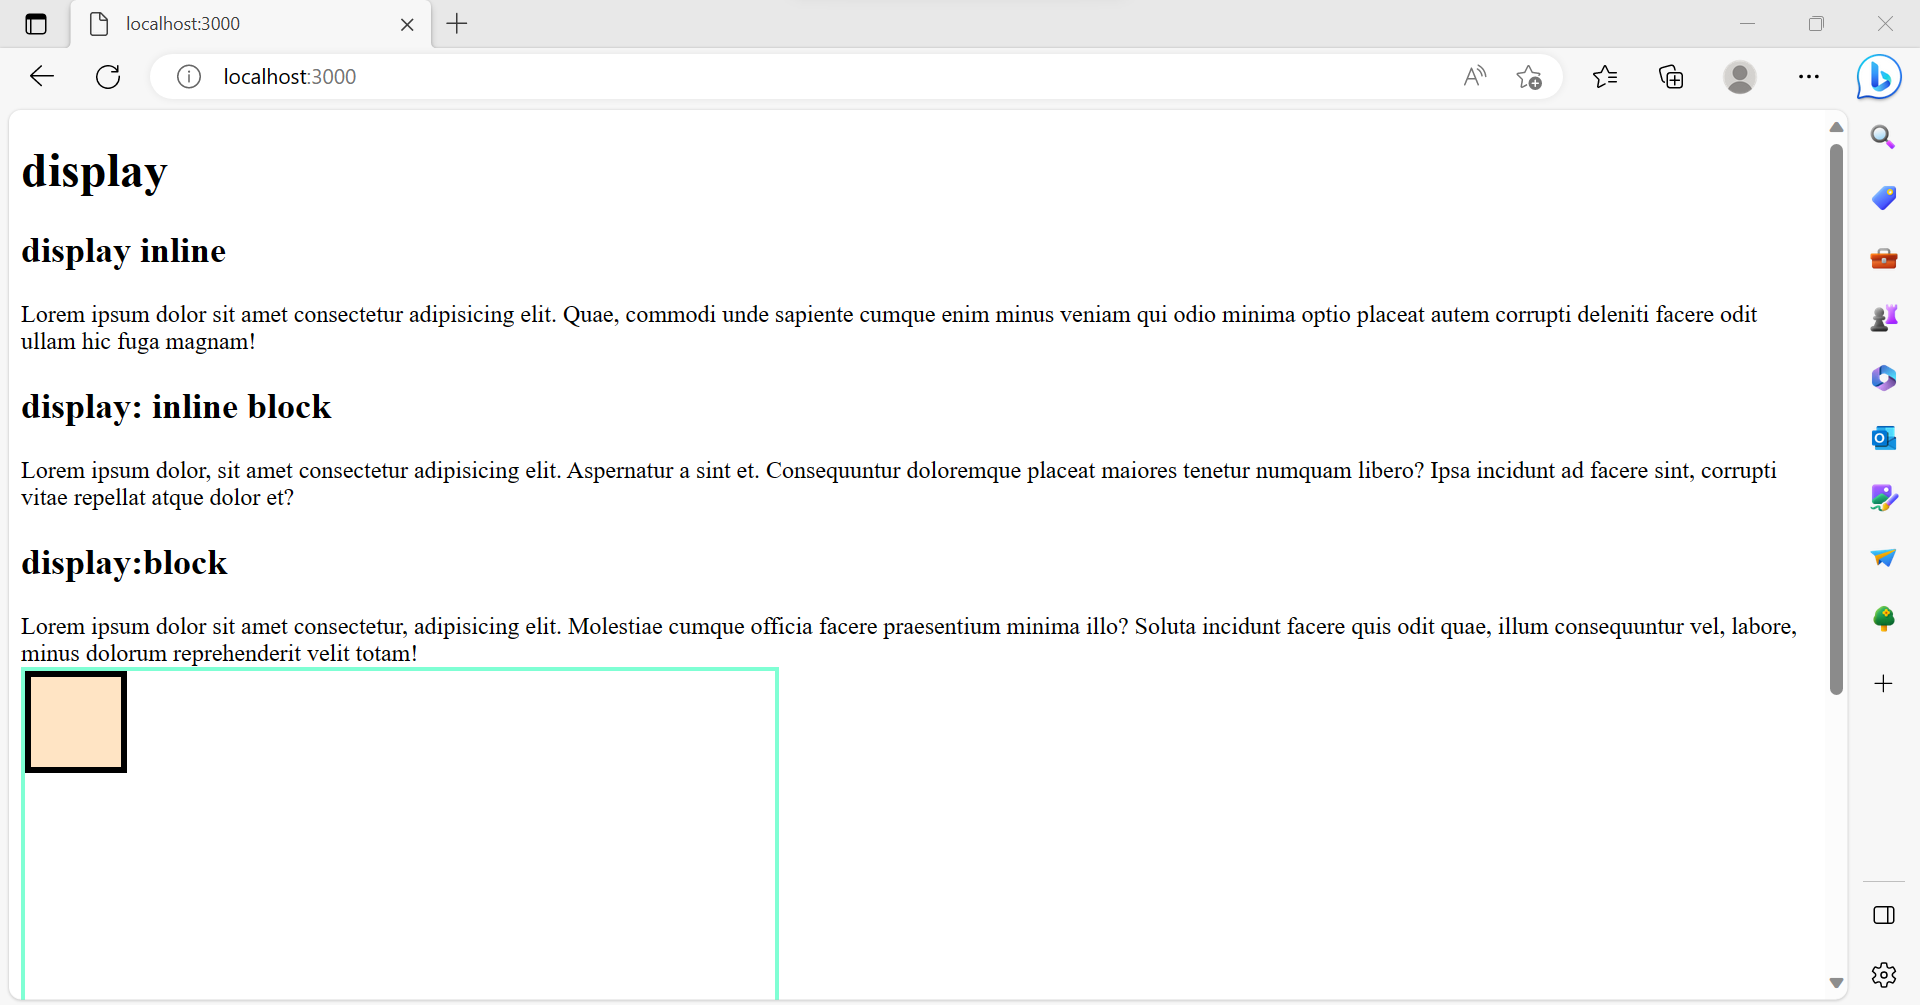 localhost:3000
localhost:3000
display
display inline
Lorem ipsum dolor sit amet consectetur adipisicing elit. Quae, commodi unde sapiente cumque enim minus veniam qui odio minima optio placeat autem corrupti deleniti facere odit
ullam hic fuga magnam!
display: inline block
Lorem ipsum dolor, sit amet consectetur adipisicing elit. Aspernatur a sint et. Consequuntur doloremque placeat maiores tenetur numquam libero? Ipsa incidunt ad facere sint, corrupti
vitae repellat atque dolor et?
display:block
Lorem ipsum dolor sit amet consectetur, adipisicing elit. Molestiae cumque officia facere praesentium minima illo? Soluta incidunt facere quis odit quae, illum consequuntur vel, labore,
minus dolorum reprehenderit velit totam!